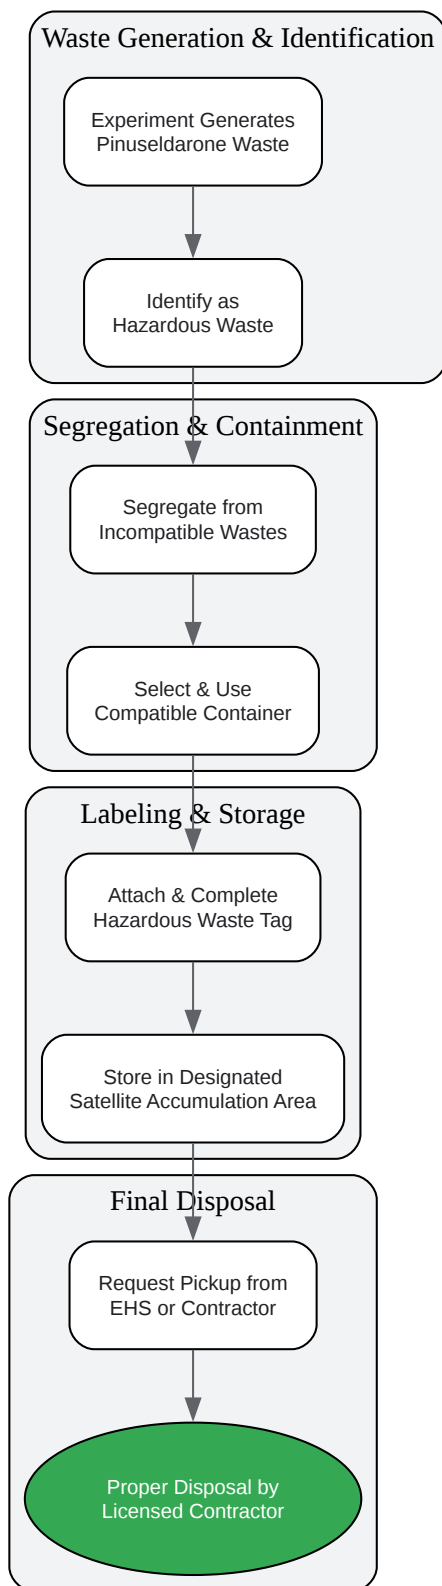 Waste Generation & Identification
Experiment Generates
Pinuseldarone Waste
Identify as
Hazardous Waste
Segregation & Containment
Segregate from
Incompatible Wastes
Select & Use
Compatible Container
Labeling & Storage
Attach & Complete
Hazardous Waste Tag
Store in Designated
Satellite Accumulation Area
Final Disposal
Request Pickup from
EHS or Contractor
Proper Disposal by
Licensed Contractor